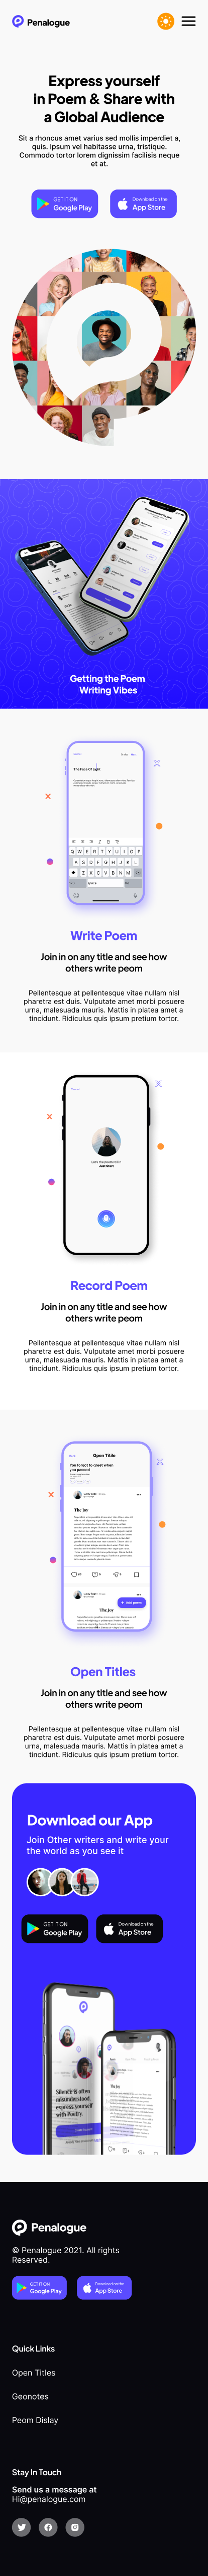 Penalogue
Express yourself
in Poem & Share with
a Global Audience
Sit a rhoncus amet varius sed mollis imperdiet a,
quis. Ipsum vel habitasse urna, tristique.
Commodo tortor lorem dignissim facilisis neque
et at.
GET IT ON
Google Play
Download on the
App Store
Getting the Poem
Writing Vibes
The Face Of Light
Q W E R T Y U I O P
A S D F G H J K L
Z X C V B N M
space
Write Poem
Join in on any title and see how
others write peom
Pellentesque at pellentesque vitae nullam nisl
pharetra est duis. Vulputate amet morbi posuere
urna, malesuada mauris. Mattis in platea amet a
tincidunt. Ridiculus quis ipsum pretium tortor.
Just Start
Record Poem
Join in on any title and see how
others write peom
Pellentesque at pellentesque vitae nullam nisl
pharetra est duis. Vulputate amet morbi posuere
urna, malesuada mauris. Mattis in platea amet a
tincidunt. Ridiculus quis ipsum pretium tortor.
Open Title
You forgot to greet when
you passed
The Joy
Add poem
The Joy
Open Titles
Join in on any title and see how
others write peom
Pellentesque at pellentesque vitae nullam nisl
pharetra est duis. Vulputate amet morbi posuere
urna, malesuada mauris. Mattis in platea amet a
tincidunt. Ridiculus quis ipsum pretium tortor.
Download our App
Join Other writers and write your
the world as you see it
GET IT ON
Google Play
Download on the
App Store
Penalogue
© Penalogue 2021. All rights
Reserved.
GET IT ON
Google Play
Download on the
App Store
Quick Links
Open Titles
Geonotes
Peom Dislay
Stay In Touch
Send us a message at
Hi@penalogue.com